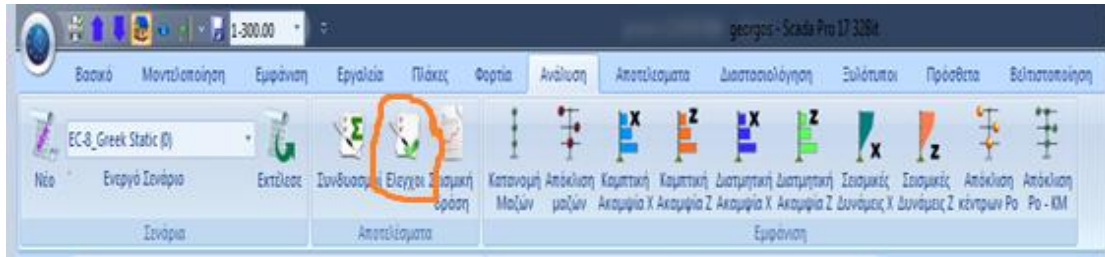 1-300.00
georgos - Scada Pro 17 32Bit
Βασικό Μοντελοποίηση Εμφάνιση Εργαλεία Πλάκες Φορτία Ανάλυση Αποτελέσματα Διαστασιολόγηση Ξυλότυποι Πρόσθετα Βελτιστοποίηση
EC-8_Greek Static (0)
Νέο Ενεργό Σενάριο Εκτέλεσε Συνδυασμοί Ελεγχοι Σεισμική Κατανομή Απόκλιση Καμπτική Καμπτική Διατμητική Διατμητική Σεισμικές Σεισμικές Απόκλιση Απόκλιση
δράση Μαζών μαζών Ακαμψία X Ακαμψία Z Ακαμψία X Ακαμψία Z Δυνάμεις X Δυνάμεις Z κέντρων Ρο Ρο - ΚΜ
Σενάρια Αποτελέσματα Εμφάνιση